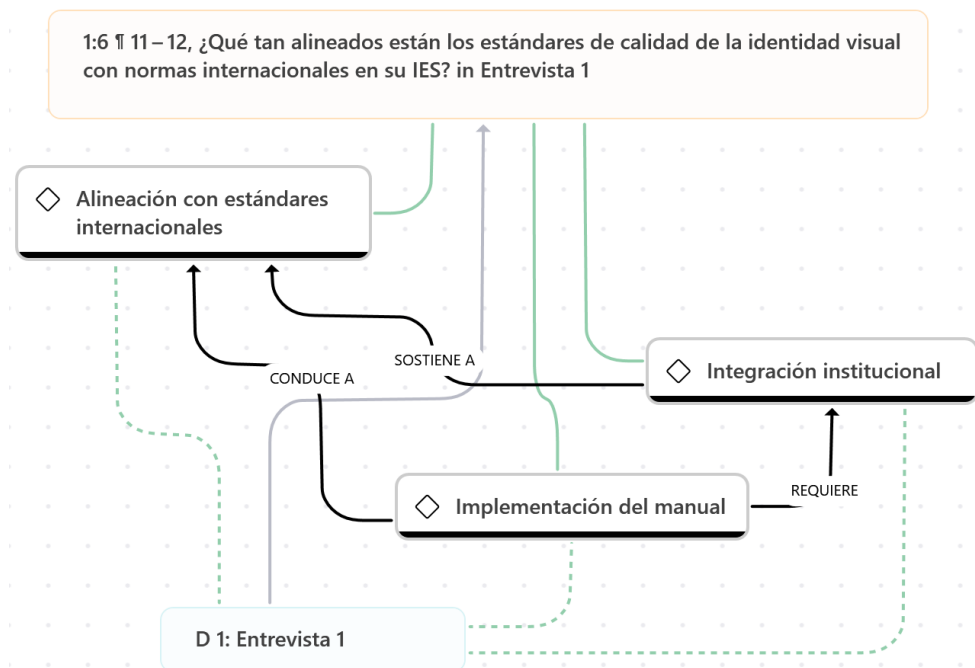 1:6 ¶ 11 – 12, ¿Qué tan alineados están los estándares de calidad de la identidad visual
con normas internacionales en su IES? in Entrevista 1
Alineación con estándares
internacionales
SOSTIENE A
CONDUCE A
Integración institucional
REQUIERE
Implementación del manual
D 1: Entrevista 1